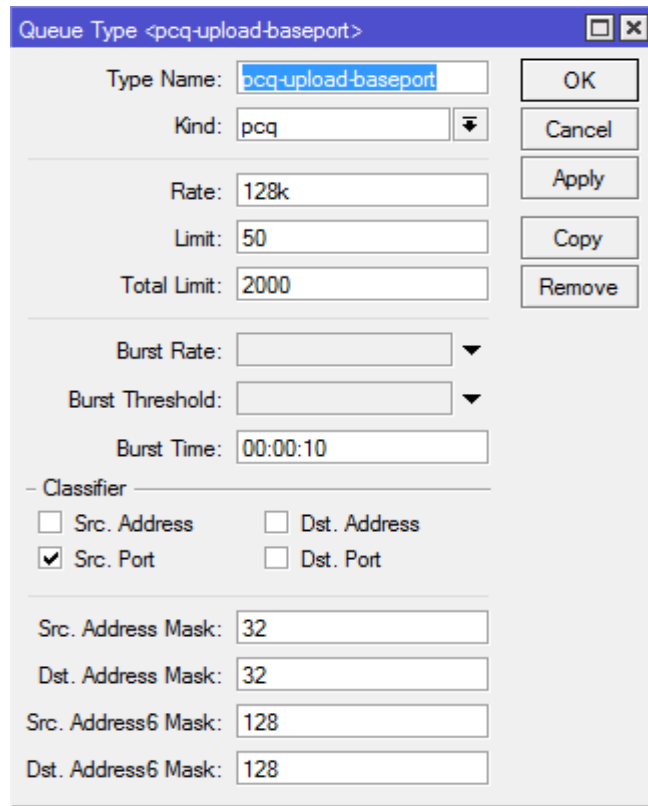 Queue Type <pcq-upload-baseport>
Type Name: pcq-upload-baseport
OK
Kind: pcq
Cancel
Apply
Rate: 128k
Limit: 50
Copy
Total Limit: 2000
Remove
Burst Rate:
Burst Threshold:
Burst Time: 00:00:10
Classifier
Src. Address Dst. Address
Src. Port Dst. Port
Src. Address Mask: 32
Dst. Address Mask: 32
Src. Address6 Mask: 128
Dst. Address6 Mask: 128